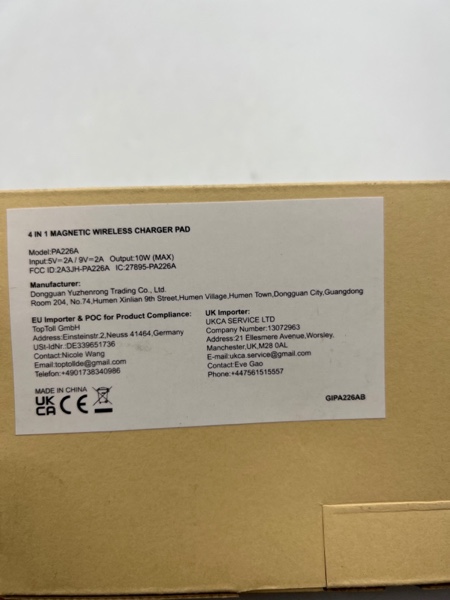 4 IN 1 MAGNETIC WIRELESS CHARGER PAD
Model:PA226A
Input:5V⎓2A / 9V⎓2A Output:10W (MAX)
FCC ID:2A3JH-PA226A IC:27895-PA226A
Manufacturer:
Dongguan Yuzhenrong Trading Co., Ltd.
Room 204, No.74,Humen Xinlian 9th Street,Humen Village,Humen Town,Dongguan City,Guangdong
EU Importer & POC for Product Compliance:
TopToll GmbH
Address:Einsteinstr.2,Neuss 41464,Germany
USt-IdNr.:DE339651736
Contact:Nicole Wang
Email:toptollde@gmail.com
Telefon:+4901738340986
UK Importer:
UKCA SERVICE LTD
Company Number:13072963
Address:21 Ellesmere Avenue,Worsley,
Manchester,UK,M28 0AL
E-mail:ukca.service@gmail.com
Contact:Eve Gao
Phone:+447561515557
MADE IN CHINA
UK
CA CE
GIPA226AB